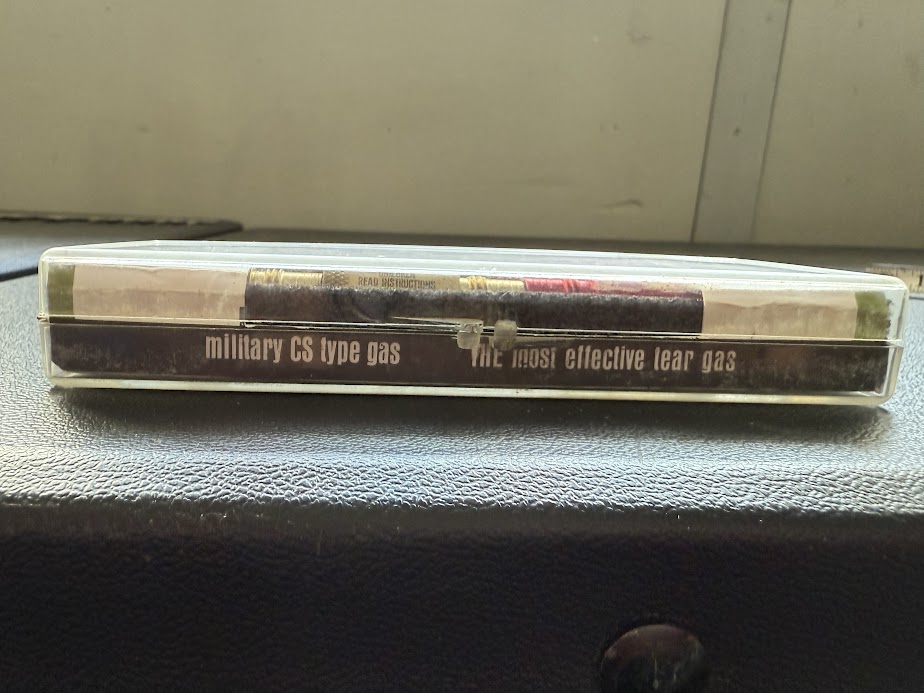 READ INSTRUCTIONS
military CS type gas
THE most effective tear gas